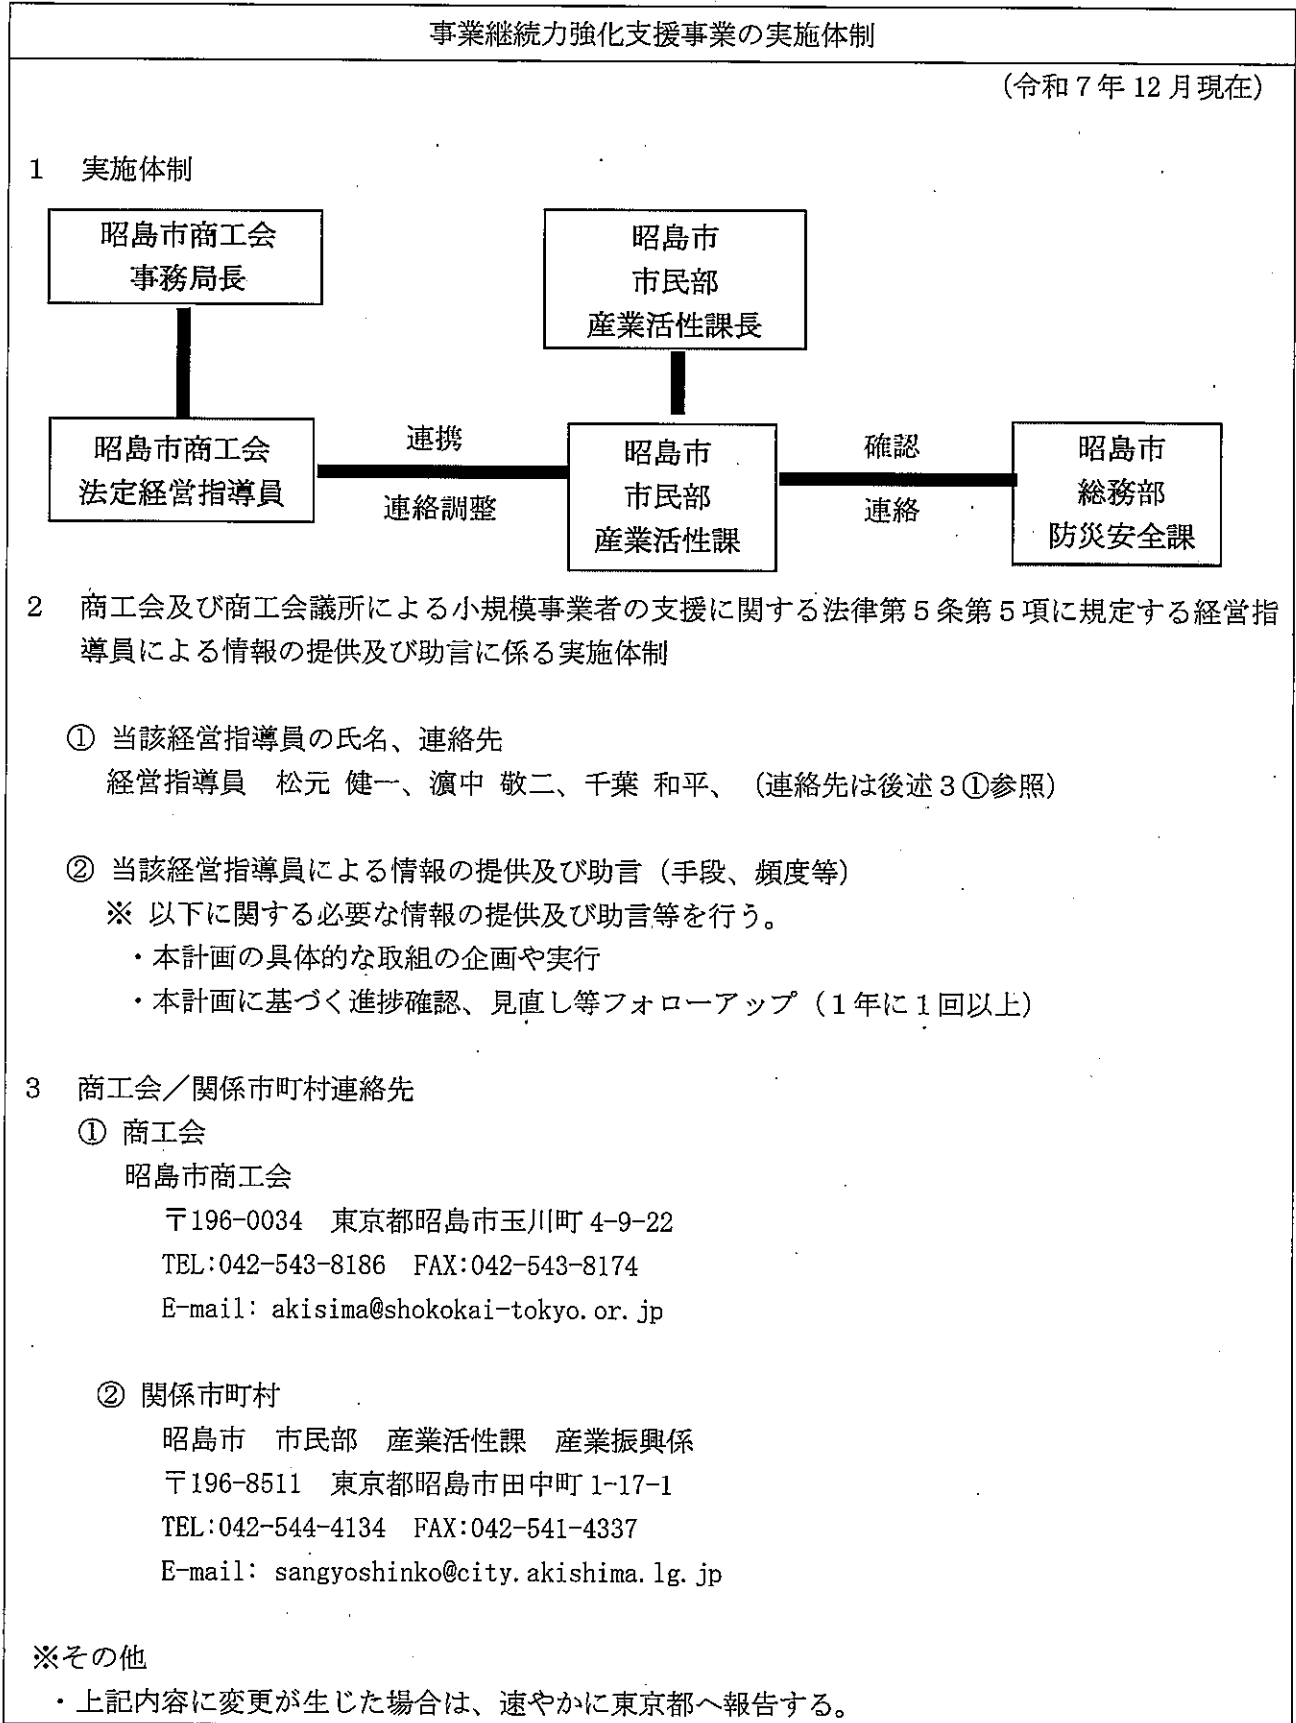 事業継続力強化支援事業の実施体制
(令和7年12月現在)
1 実施体制
昭島市商工会
事務局長
昭島市
市民部
産業活性課長
昭島市商工会
法定経営指導員
連携
連絡調整
昭島市
市民部
産業活性課
確認
連絡
昭島市
総務部
防災安全課
2 商工会及び商工会議所による小規模事業者の支援に関する法律第5条第5項に規定する経営指
導員による情報の提供及び助言に係る実施体制
① 当該経営指導員の氏名、連絡先
経営指導員 松元 健一、濵中 敬二、千葉 和平、（連絡先は後述3①参照）
② 当該経営指導員による情報の提供及び助言（手段、頻度等）
※ 以下に関する必要な情報の提供及び助言等を行う。
・本計画の具体的な取組の企画や実行
・本計画に基づく進捗確認、見直し等フォローアップ（1年に1回以上）
3 商工会／関係市町村連絡先
① 商工会
昭島市商工会
〒196-0034 東京都昭島市玉川町4-9-22
TEL:042-543-8186 FAX:042-543-8174
E-mail: akisima@shokokai-tokyo.or.jp
② 関係市町村
昭島市 市民部 産業活性課 産業振興係
〒196-8511 東京都昭島市田中町1-17-1
TEL:042-544-4134 FAX:042-541-4337
E-mail: sangyoshinko@city.akishima.lg.jp
※その他
・上記内容に変更が生じた場合は、速やかに東京都へ報告する。